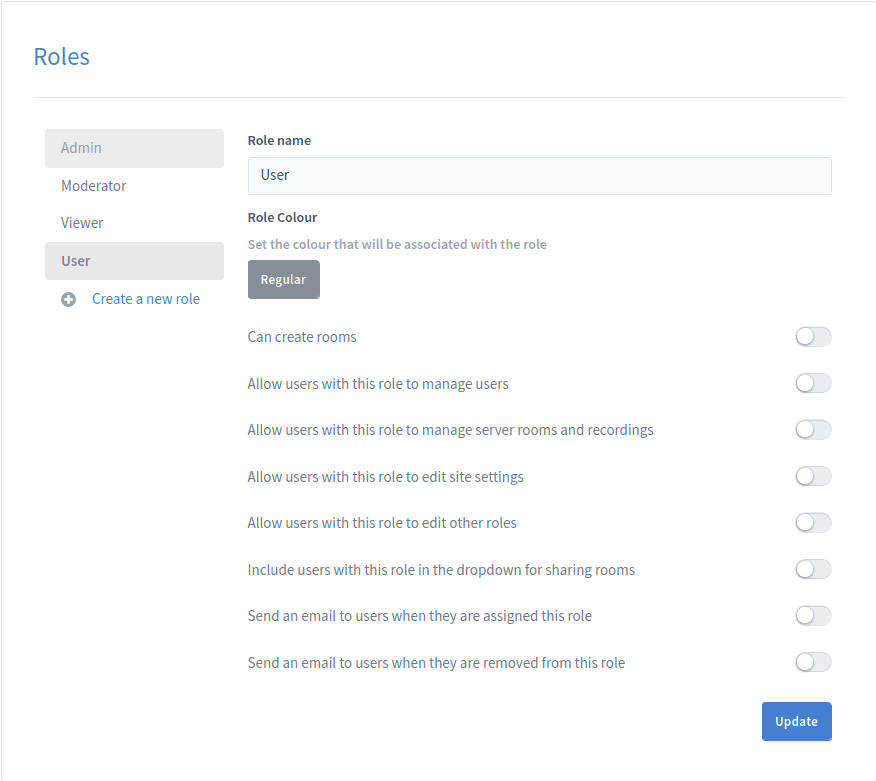 Roles
Admin
Moderator
Viewer
User
Create a new role
Role name
User
Role Colour
Set the colour that will be associated with the role
Regular
Can create rooms
Allow users with this role to manage users
Allow users with this role to manage server rooms and recordings
Allow users with this role to edit site settings
Allow users with this role to edit other roles
Include users with this role in the dropdown for sharing rooms
Send an email to users when they are assigned this role
Send an email to users when they are removed from this role
Update